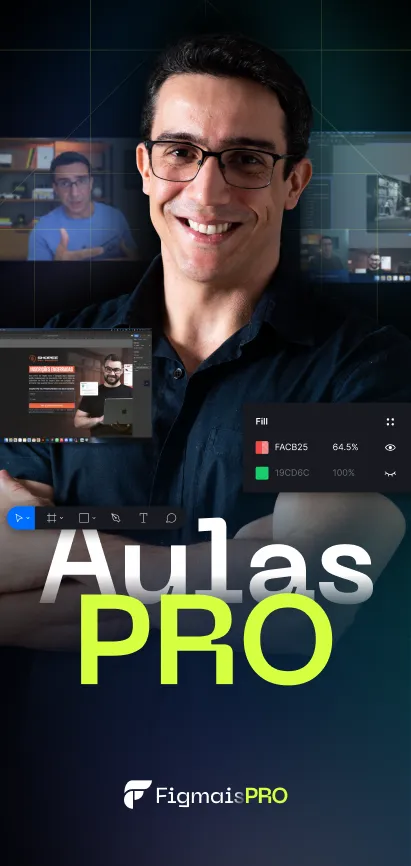 Fill
FACB25 64.5%
19CD6C 100%
T
Aulas
PRO
FigmaisPRO